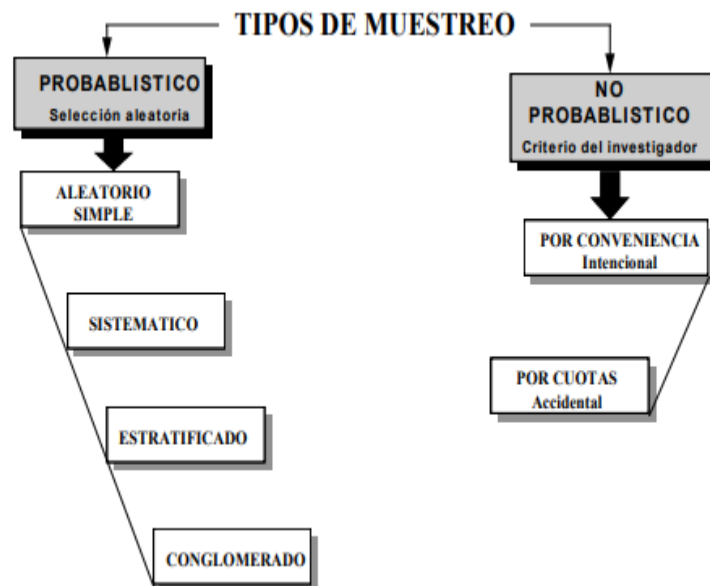 TIPOS DE MUESTREO
PROBABLISTICO
Selección aleatoria
ALEATORIO
SIMPLE
SISTEMATICO
ESTRATIFICADO
CONGLOMERADO
NO
PROBABLISTICO
Criterio del investigador
POR CONVENIENCIA
Intencional
POR CUOTAS
Accidental